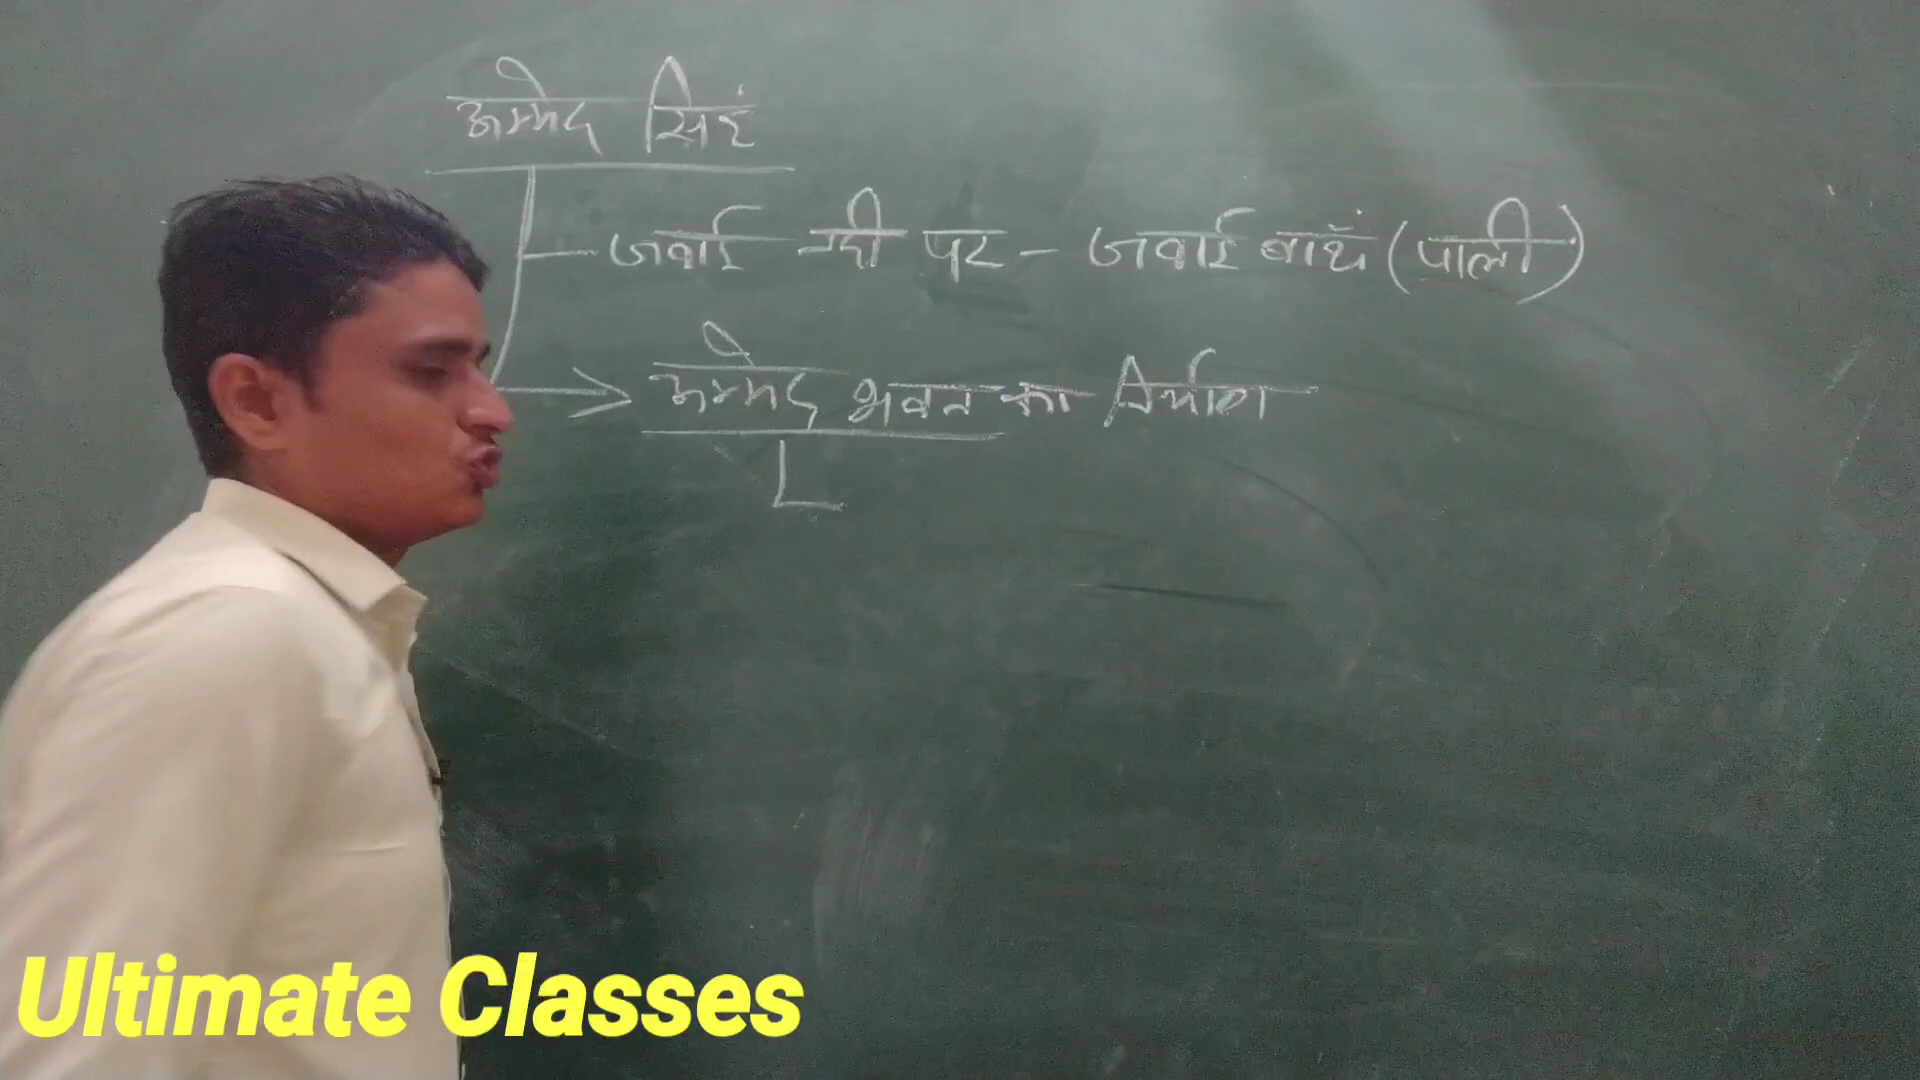 उम्मेद सिंह
जवाई नदी पर - जवाई बांध (पाली)
उम्मेद भवन का निर्माण
Ultimate Classes